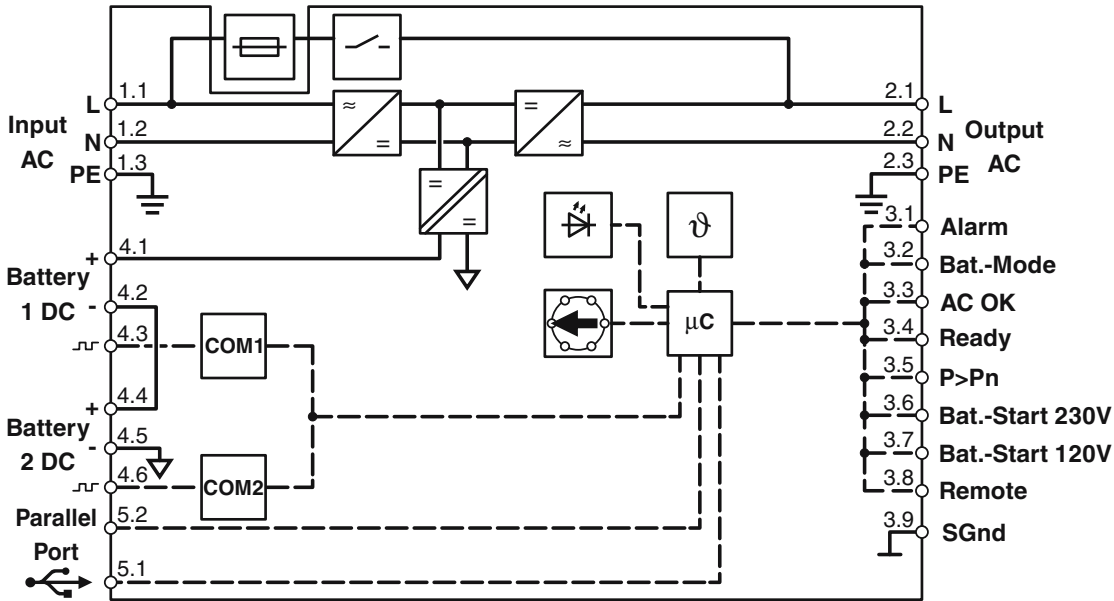 Input
AC
L 1.1
N 1.2
PE 1.3
Battery
1 DC
+ 4.1
- 4.2
4.3
Battery
2 DC
+ 4.4
- 4.5
4.6
Parallel 5.2
Port
5.1
≈
=
=
≈
=
=
COM1
COM2
ϑ
µC
2.1 L
2.2 N
2.3 PE
Output
AC
3.1 Alarm
3.2 Bat.-Mode
3.3 AC OK
3.4 Ready
3.5 P>Pn
3.6 Bat.-Start 230V
3.7 Bat.-Start 120V
3.8 Remote
3.9 SGnd